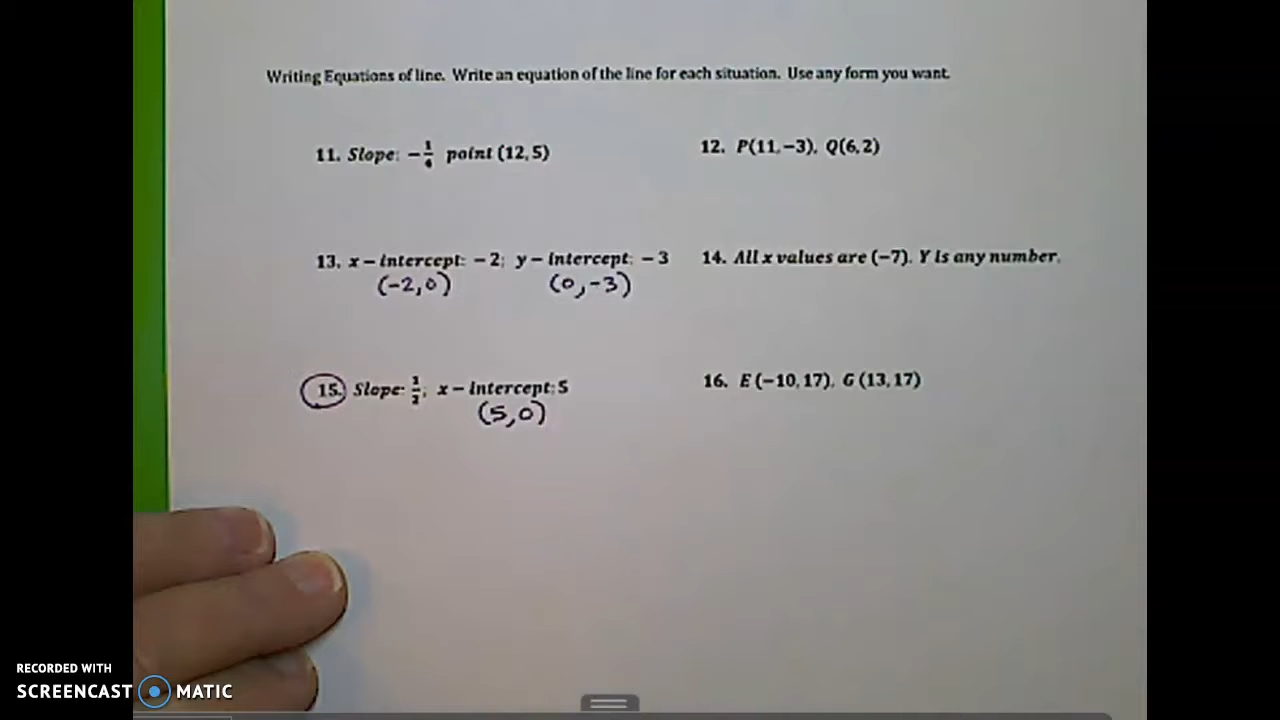 Writing Equations of line. Write an equation of the line for each situation. Use any form you want.
11. Slope: -1/4 point (12, 5)
12. P(11, -3), Q(6, 2)
13. x - intercept: - 2; y - intercept: - 3
(-2,0) (0,-3)
14. All x values are (-7). Y is any number.
15. Slope: ; x - intercept: 5
(5,0)
16. E (-10, 17), G (13, 17)
RECORDED WITH
SCREENCAST MATIC